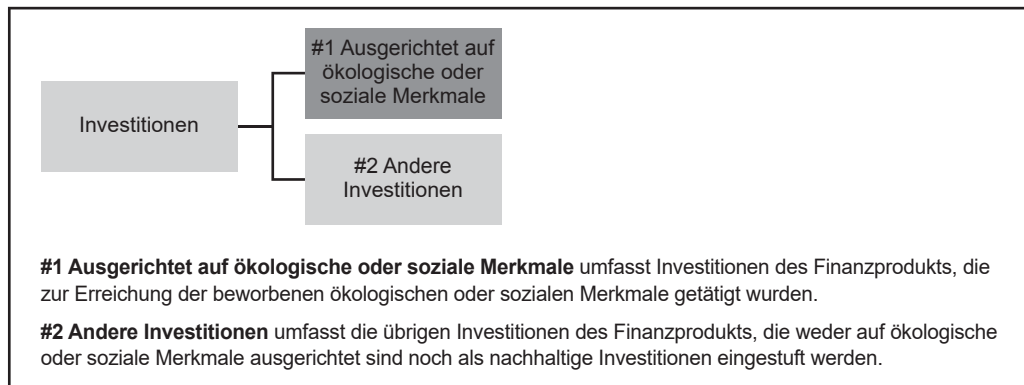 #1 Ausgerichtet auf
ökologische oder
soziale Merkmale
Investitionen
#2 Andere
Investitionen
#1 Ausgerichtet auf ökologische oder soziale Merkmale umfasst Investitionen des Finanzprodukts, die
zur Erreichung der beworbenen ökologischen oder sozialen Merkmale getätigt wurden.
#2 Andere Investitionen umfasst die übrigen Investitionen des Finanzprodukts, die weder auf ökologische
oder soziale Merkmale ausgerichtet sind noch als nachhaltige Investitionen eingestuft werden.